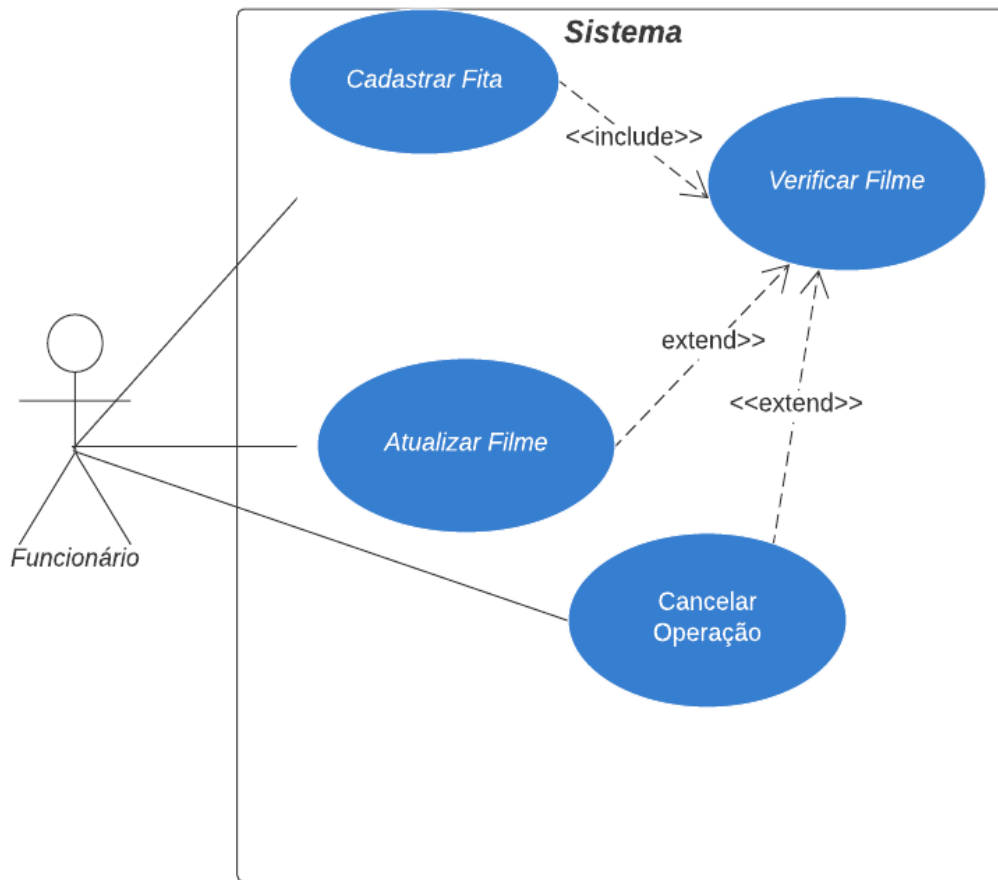 Sistema
Cadastrar Fita
<<include>>
Verificar Filme
extend>>
<<extend>>
Atualizar Filme
Funcionário
Cancelar
Operação